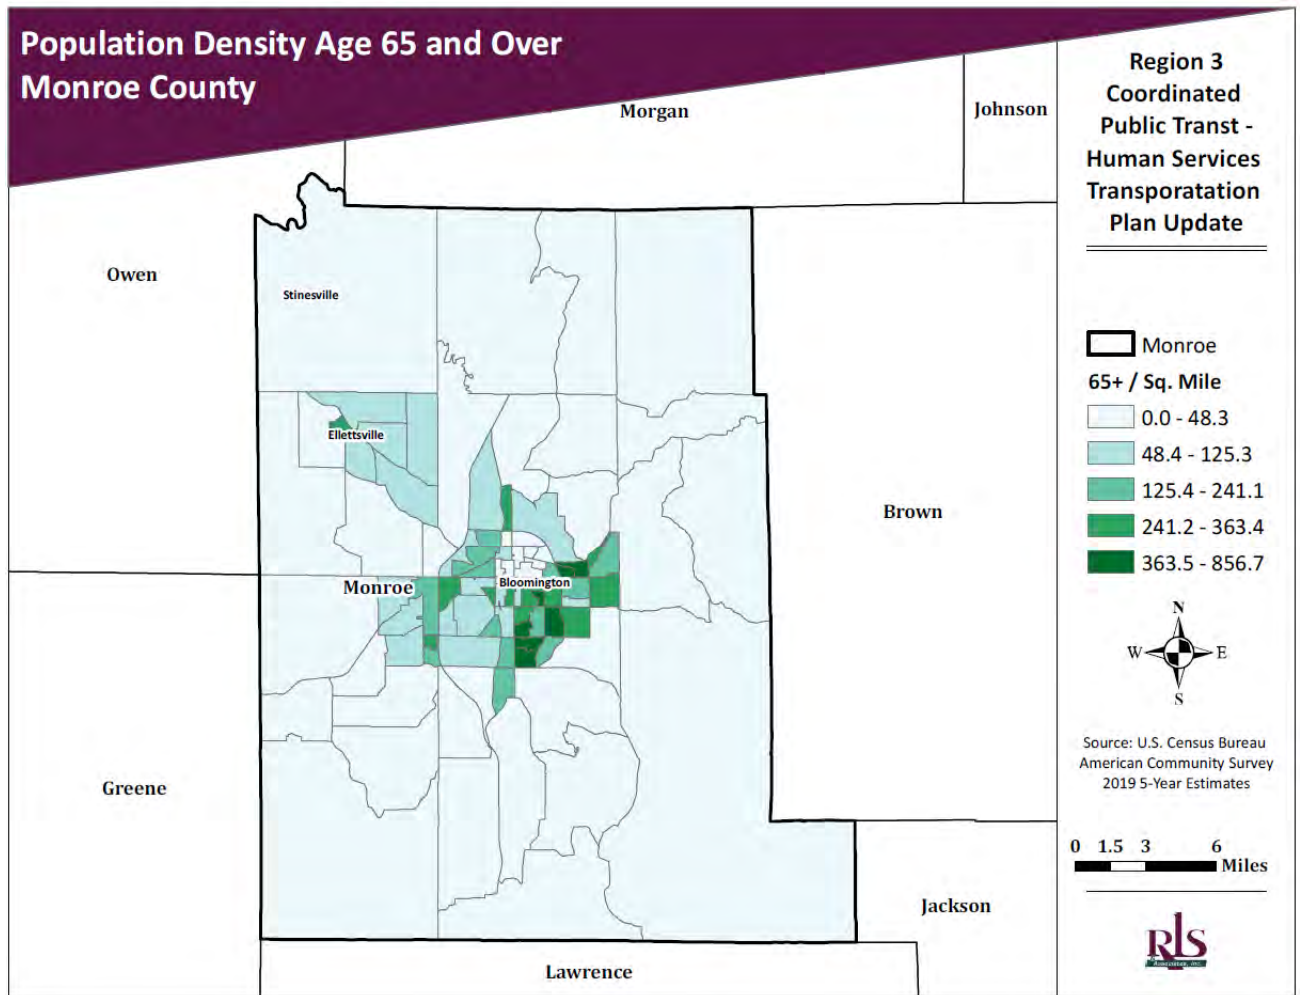 Population Density Age 65 and Over
Monroe County
Region 3
Coordinated
Public Transt -
Human Services
Transporatation
Plan Update
Morgan
Johnson
Owen
Stinesville
Ellettsville
Brown
Monroe
Bloomington
Greene
Jackson
Lawrence
Monroe
65+ / Sq. Mile
0.0 - 48.3
48.4 - 125.3
125.4 - 241.1
241.2 - 363.4
363.5 - 856.7
N
W
E
S
Source: U.S. Census Bureau
American Community Survey
2019 5-Year Estimates
0 1.5 3 6
Miles
RLS
& Associates, Inc.